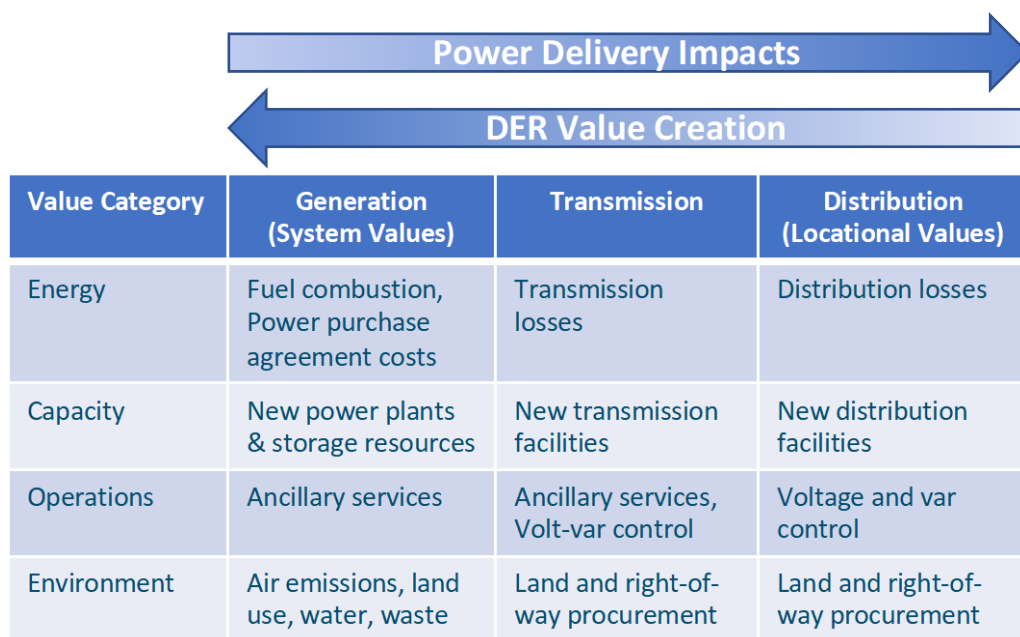 Power Delivery Impacts
DER Value Creation
Value Category
Generation
(System Values)
Transmission
Distribution
(Locational Values)
Energy
Fuel combustion,
Power purchase
agreement costs
Transmission
losses
Distribution losses
Capacity
New power plants
& storage resources
New transmission
facilities
New distribution
facilities
Operations
Ancillary services
Ancillary services,
Volt-var control
Voltage and var
control
Environment
Air emissions, land
use, water, waste
Land and right-of-
way procurement
Land and right-of-
way procurement